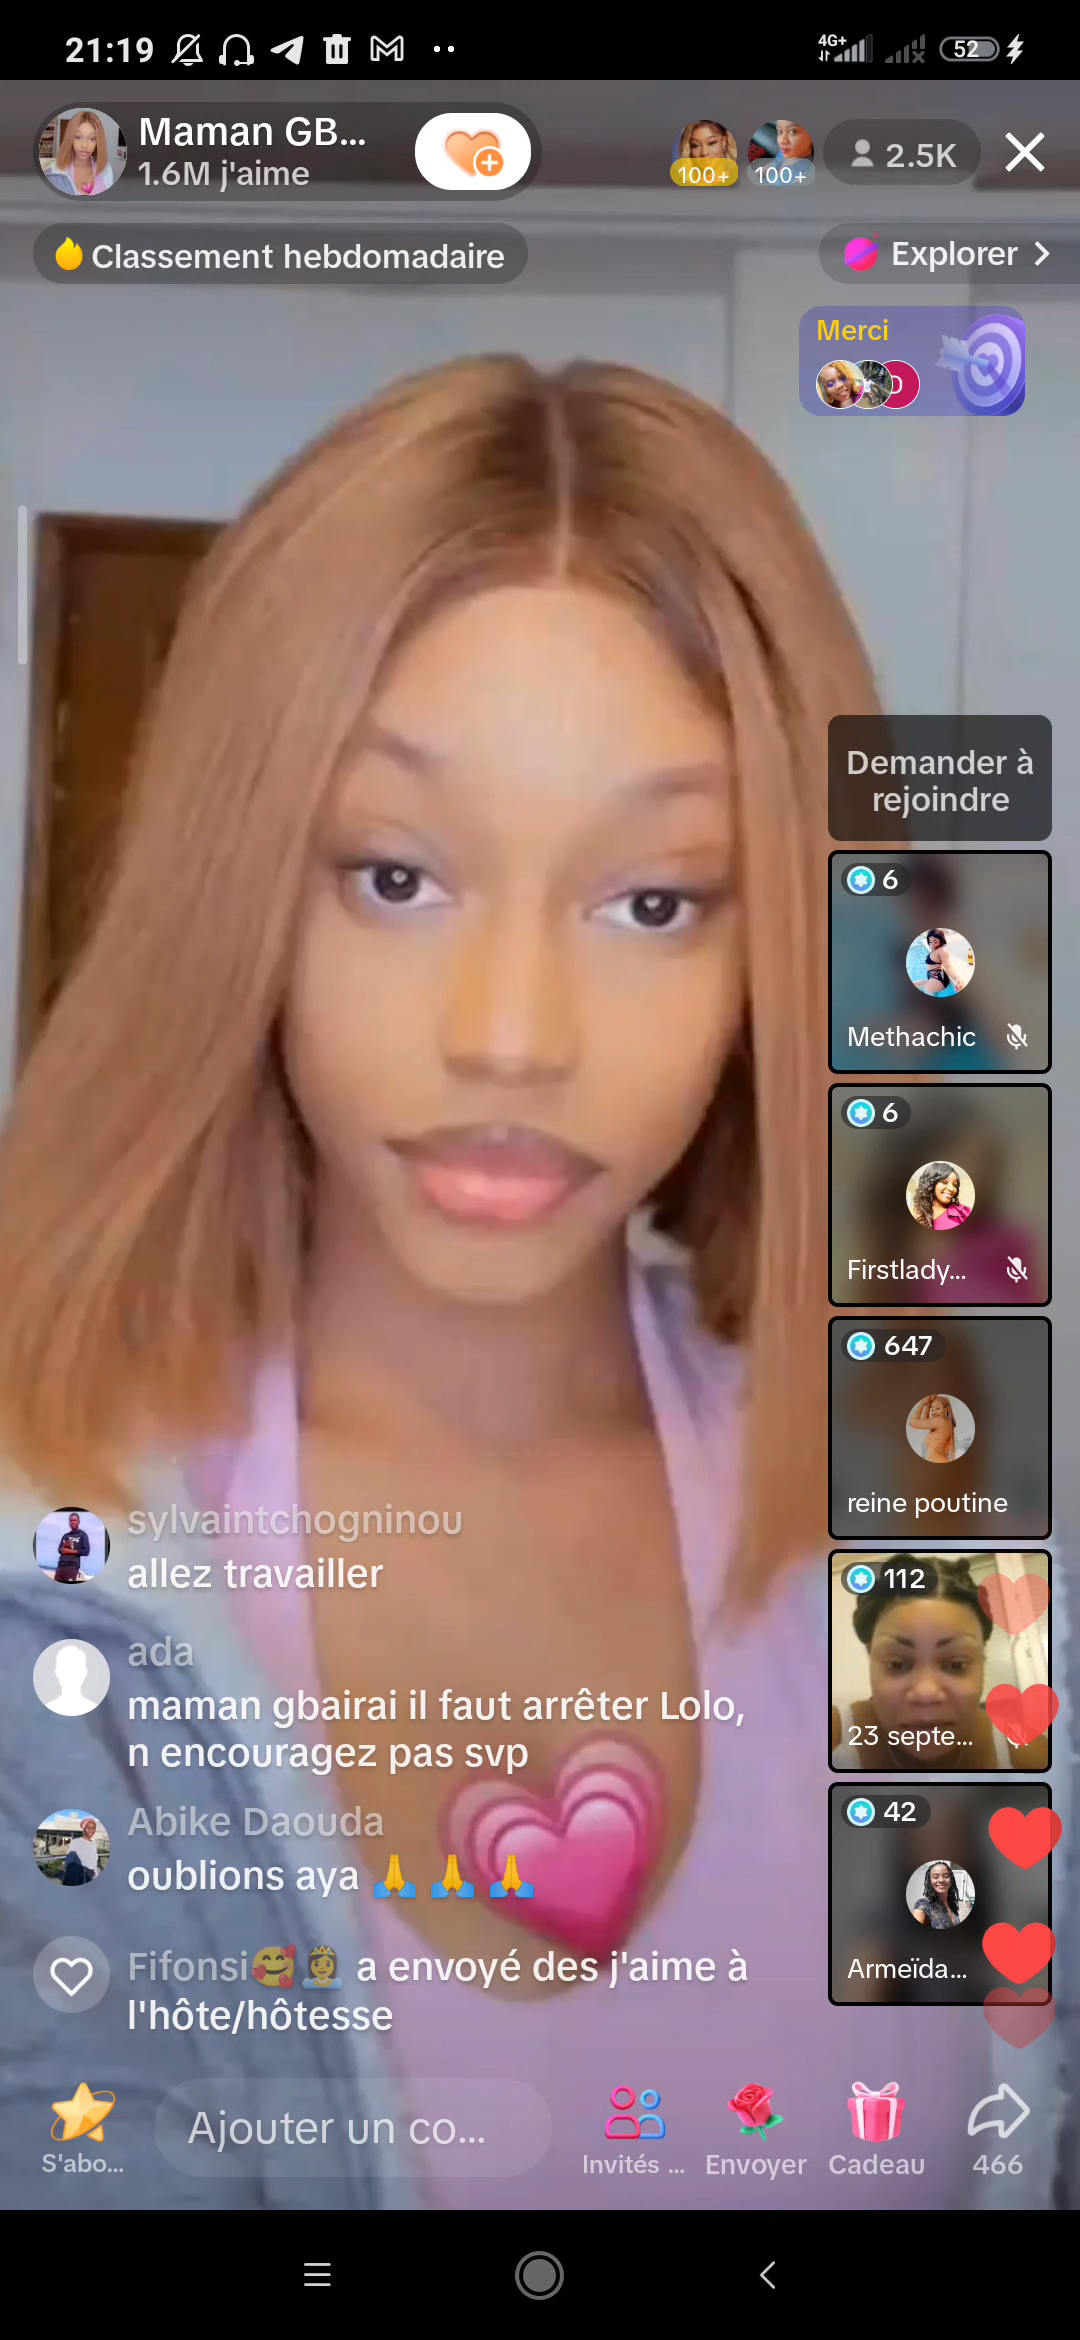 21:19
4G+
52
Maman GB...
1.6M j'aime
100+
100+
2.5K
Classement hebdomadaire
Explorer
Merci
D
Demander à
rejoindre
6
Methachic
6
Firstlady...
647
reine poutine
112
23 septe...
42
Armeïda...
sylvaintchogninou
allez travailler
ada
maman gbairai il faut arrêter Lolo,
n encouragez pas svp
Abike Daouda
oublions aya 🙏 🙏 🙏
Fifonsi🥰👸 a envoyé des j'aime à
l'hôte/hôtesse
S'abo...
Ajouter un co...
Invités ...
Envoyer
Cadeau
466